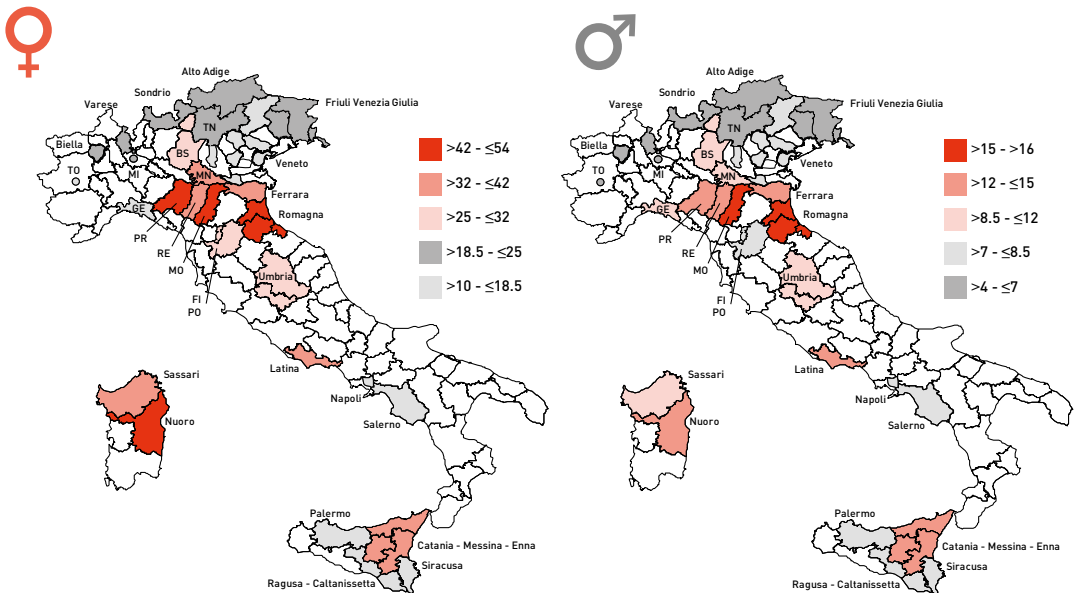 Alto Adige
Sondrio
Varese
Friuli Venezia Giulia
TN
Biella
BS
Veneto
TO
MI
MN
Ferrara
GE
Romagna
PR
RE
MO
Umbria
FI
PO
Latina
Sassari
Napoli
Nuoro
Salerno
Palermo
Catania - Messina - Enna
Siracusa
Ragusa - Caltanissetta
>42 - ≤54
>32 - ≤42
>25 - ≤32
>18.5 - ≤25
>10 - ≤18.5
Alto Adige
Sondrio
Varese
Friuli Venezia Giulia
TN
Biella
BS
Veneto
TO
MI
MN
Ferrara
GE
Romagna
PR
RE
MO
Umbria
FI
PO
Latina
Sassari
Napoli
Nuoro
Salerno
Palermo
Catania - Messina - Enna
Siracusa
Ragusa - Caltanissetta
>15 - >16
>12 - ≤15
>8.5 - ≤12
>7 - ≤8.5
>4 - ≤7